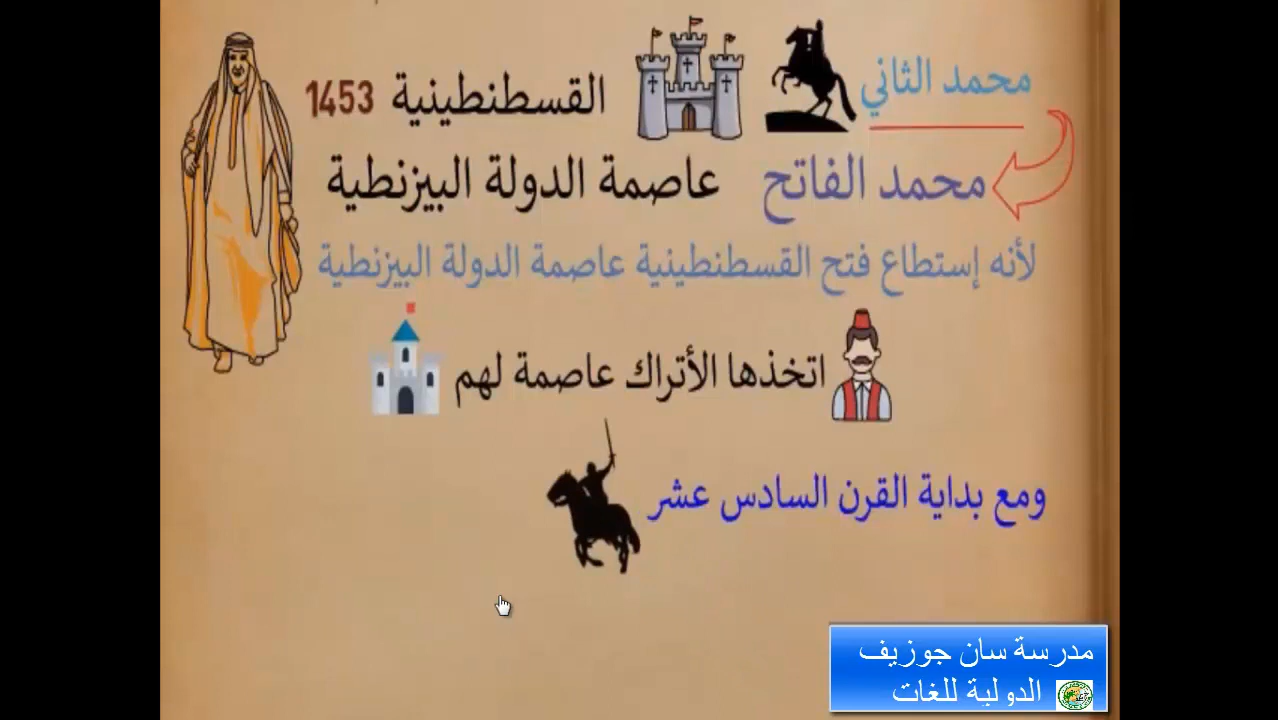 محمد الثاني القسطنطينية 1453
محمد الفاتح عاصمة الدولة البيزنطية
لأنه إستطاع فتح القسطنطينية عاصمة الدولة البيزنطية
اتخذها الأتراك عاصمة لهم
ومع بداية القرن السادس عشر
مدرسة سان جوزيف
الدولية للغات